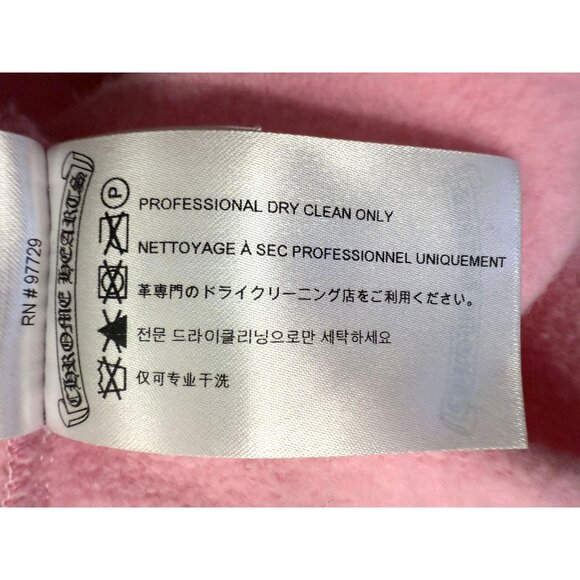 RN # 97729
CHROME HEARTS
P
PROFESSIONAL DRY CLEAN ONLY
NETTOYAGE À SEC PROFESSIONNEL UNIQUEMENT
革専門のドライクリーニング店をご利用ください。
전문 드라이클리닝으로만 세탁하세요
仅可专业干洗